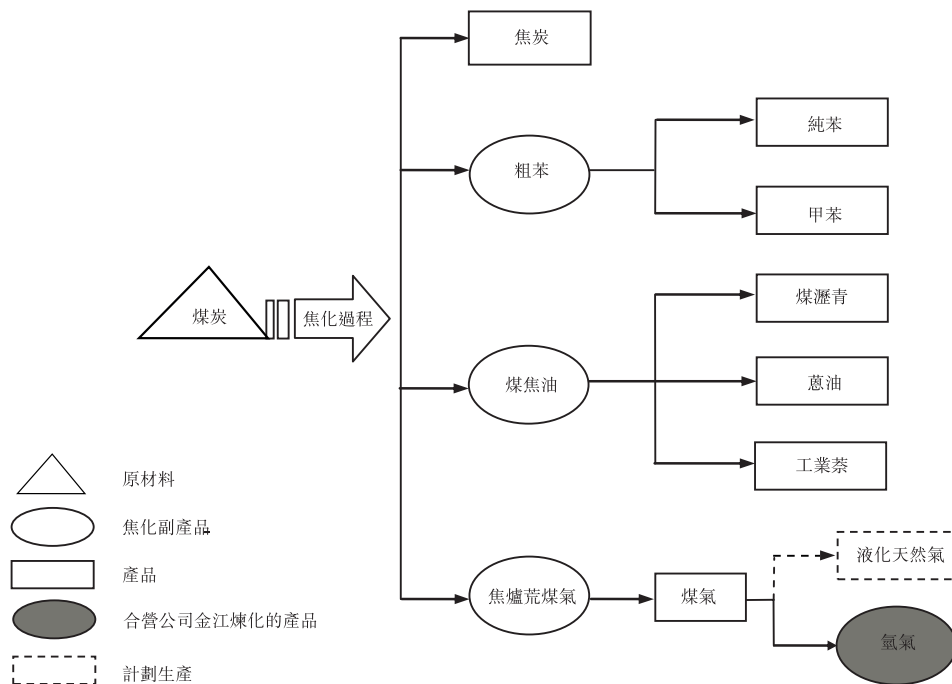 焦炭
純苯
粗苯
甲苯
煤瀝青
煤炭
焦化過程
煤焦油
蒽油
工業萘
原材料
焦化副產品
液化天然氣
產品
焦爐荒煤氣
煤氣
合營公司金江煉化的產品
氫氣
計劃生產